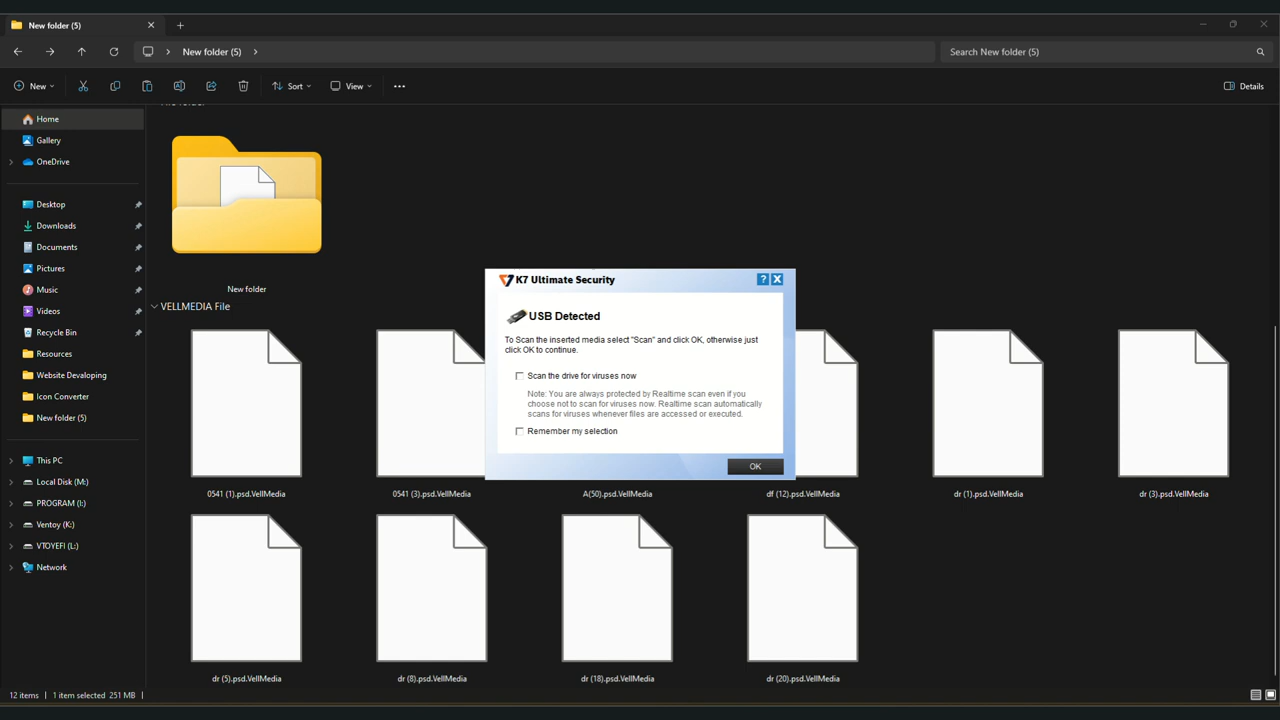 New folder (5)
New folder (5)
Search New folder (5)
New
Sort
View
Details
Home
Gallery
OneDrive
Desktop
Downloads
Documents
Pictures
Music
Videos
Recycle Bin
Resources
Website Developing
Icon Converter
New folder (5)
This PC
Local Disk (M:)
PROGRAM (I:)
Ventoy (K:)
VTOYEFI (L:)
Network
New folder
VELLMEDIA File
K7 Ultimate Security
?
USB Detected
To Scan the inserted media select "Scan" and click OK, otherwise just
click OK to continue.
Scan the drive for viruses now
Note: You are always protected by Realtime scan even if you
choose not to scan for viruses now. Realtime scan automatically
scans for viruses whenever files are accessed or executed.
Remember my selection
OK
0541 (1).psd.VellMedia
0541 (3).psd.VellMedia
A(50).psd.VellMedia
df (12).psd.VellMedia
dr (1).psd.VellMedia
dr (3).psd.VellMedia
dr (5).psd.VellMedia
dr (8).psd.VellMedia
dr (18).psd.VellMedia
dr (20).psd.VellMedia
12 items
1 item selected 251 MB